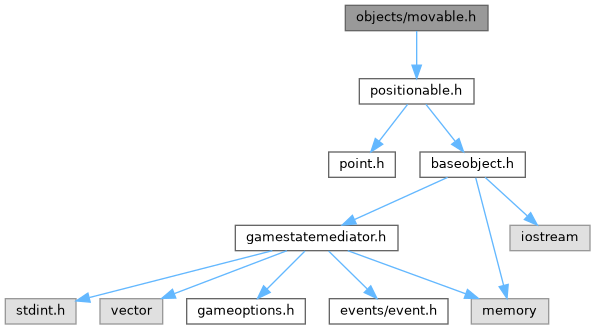 objects/movable.h
positionable.h
point.h
baseobject.h
gamestatemediator.h
iostream
stdint.h
vector
gameoptions.h
events/event.h
memory